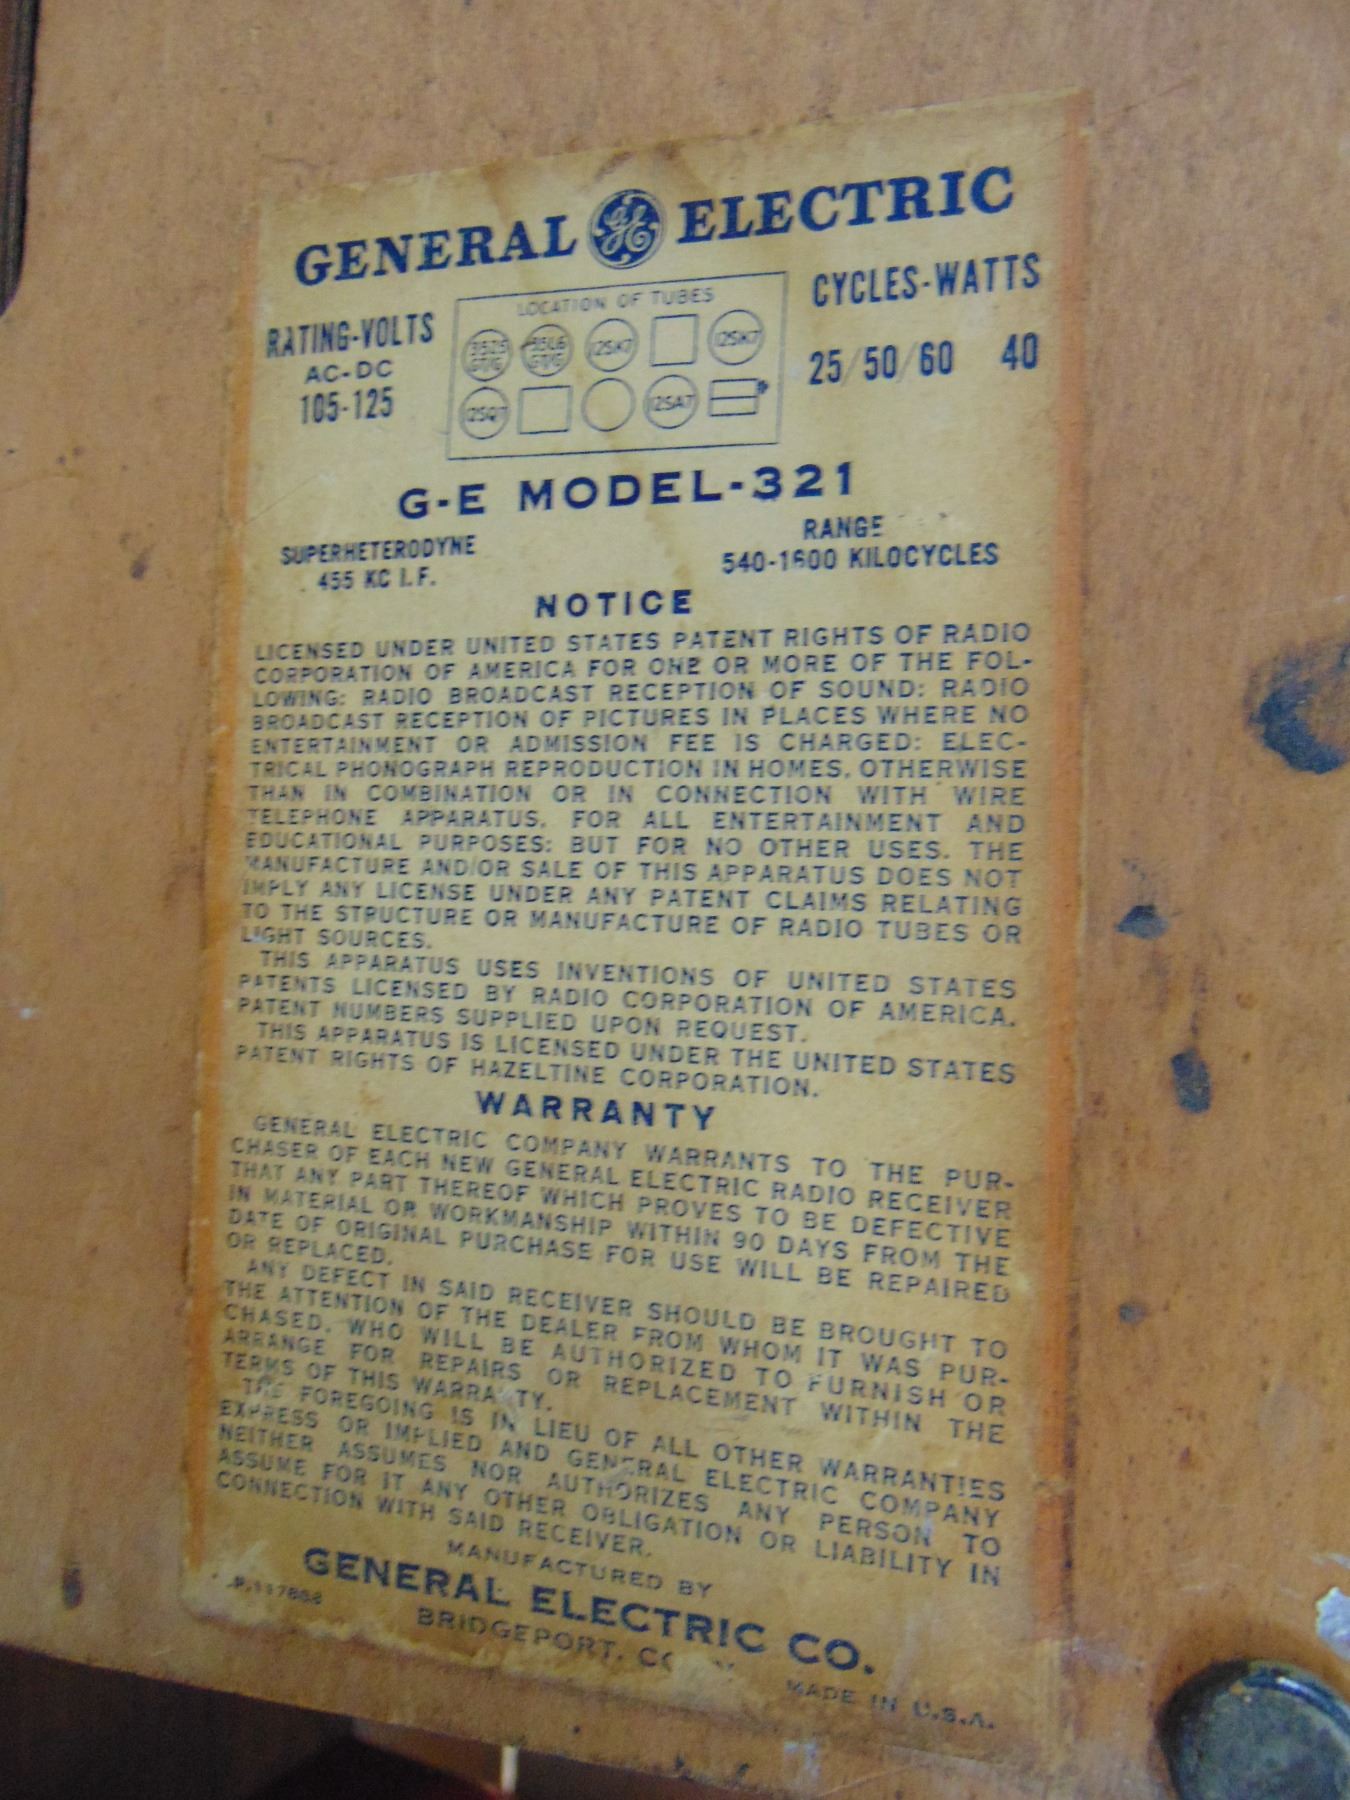 GENERAL GE ELECTRIC
RATING-VOLTS
AC-DC
105-125
LOCATION OF TUBES
35Z5 GT/G 35L6 GT/G 12SK7 12SK7
12SQ7 12SA7
CYCLES-WATTS
25/50/60 40
G-E MODEL-321
SUPERHETERODYNE
455 KC I.F.
RANGE
540-1600 KILOCYCLES
NOTICE
LICENSED UNDER UNITED STATES PATENT RIGHTS OF RADIO
CORPORATION OF AMERICA FOR ONE OR MORE OF THE FOL-
LOWING: RADIO BROADCAST RECEPTION OF SOUND: RADIO
BROADCAST RECEPTION OF PICTURES IN PLACES WHERE NO
ENTERTAINMENT OR ADMISSION FEE IS CHARGED: ELEC-
TRICAL PHONOGRAPH REPRODUCTION IN HOMES, OTHERWISE
THAN IN COMBINATION OR IN CONNECTION WITH WIRE
TELEPHONE APPARATUS, FOR ALL ENTERTAINMENT AND
EDUCATIONAL PURPOSES: BUT FOR NO OTHER USES. THE
MANUFACTURE AND/OR SALE OF THIS APPARATUS DOES NOT
IMPLY ANY LICENSE UNDER ANY PATENT CLAIMS RELATING
TO THE STRUCTURE OR MANUFACTURE OF RADIO TUBES OR
LIGHT SOURCES.
THIS APPARATUS USES INVENTIONS OF UNITED STATES
PATENTS LICENSED BY RADIO CORPORATION OF AMERICA.
PATENT NUMBERS SUPPLIED UPON REQUEST.
THIS APPARATUS IS LICENSED UNDER THE UNITED STATES
PATENT RIGHTS OF HAZELTINE CORPORATION.
WARRANTY
GENERAL ELECTRIC COMPANY WARRANTS TO THE PUR-
CHASER OF EACH NEW GENERAL ELECTRIC RADIO RECEIVER
THAT ANY PART THEREOF WHICH PROVES TO BE DEFECTIVE
IN MATERIAL OR WORKMANSHIP WITHIN 90 DAYS FROM THE
DATE OF ORIGINAL PURCHASE FOR USE WILL BE REPAIRED
OR REPLACED.
ANY DEFECT IN SAID RECEIVER SHOULD BE BROUGHT TO
THE ATTENTION OF THE DEALER FROM WHOM IT WAS PUR-
CHASED, WHO WILL BE AUTHORIZED TO FURNISH OR
ARRANGE FOR REPAIRS OR REPLACEMENT WITHIN THE
TERMS OF THIS WARRANTY.
THE FOREGOING IS IN LIEU OF ALL OTHER WARRANTIES
EXPRESS OR IMPLIED AND GENERAL ELECTRIC COMPANY
NEITHER ASSUMES NOR AUTHORIZES ANY PERSON TO
ASSUME FOR IT ANY OTHER OBLIGATION OR LIABILITY IN
CONNECTION WITH SAID RECEIVER.
MANUFACTURED BY
GENERAL ELECTRIC CO.
BRIDGEPORT,
MADE IN U.S.A.